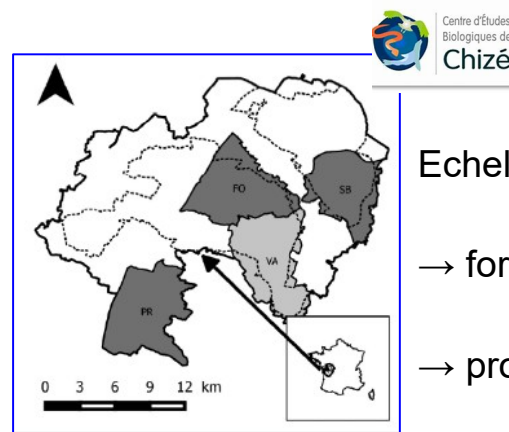 Centre d'Études
Biologiques de
Chizé
Echel
→ for
→ pro
FO
SB
VA
PR
0 3 6 9 12 km